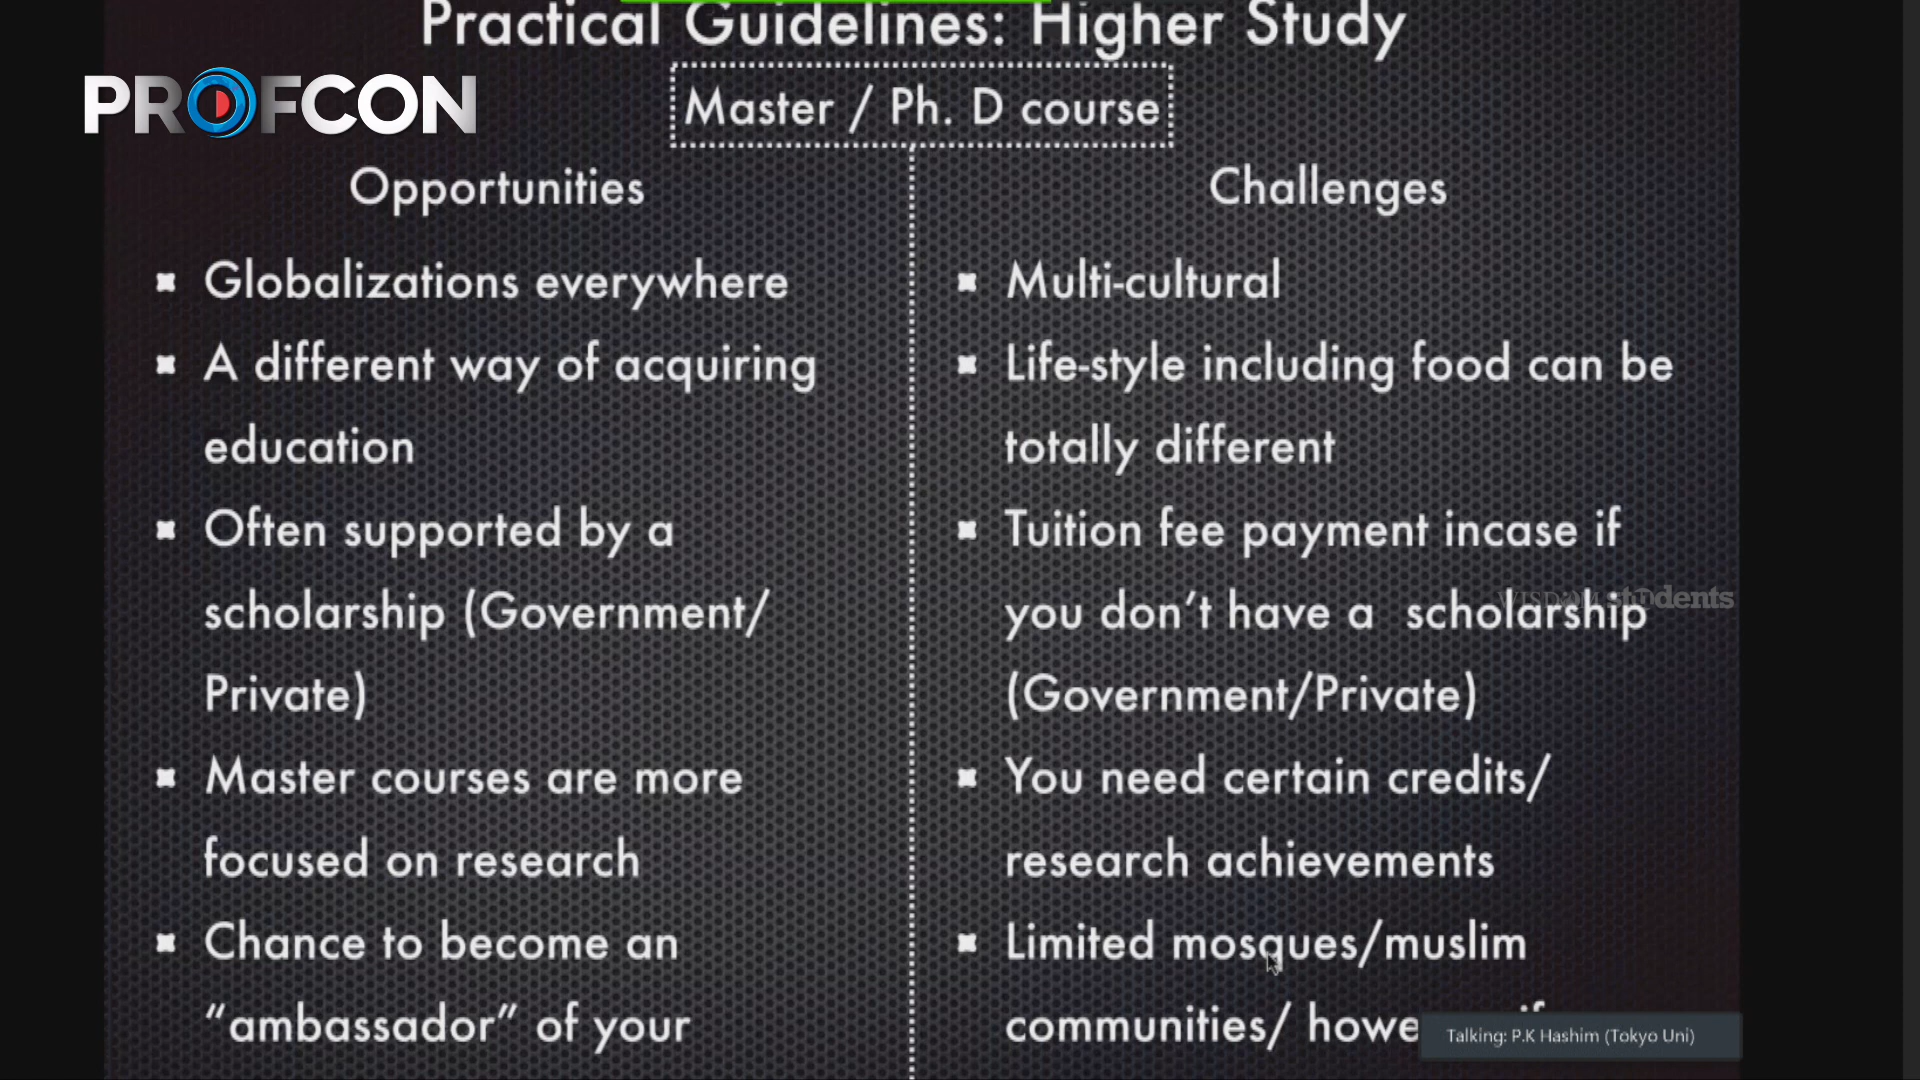 Practical Guidelines: Higher Study
PROFCON
Master / Ph. D course
Opportunities
Globalizations everywhere
A different way of acquiring
education
Often supported by a
scholarship (Government/
Private)
Master courses are more
focused on research
Chance to become an
“ambassador” of your
Challenges
Multi-cultural
Life-style including food can be
totally different
Tuition fee payment incase if
you don’t have a scholarship
(Government/Private)
You need certain credits/
research achievements
Limited mosques/muslim
communities/
WISDOM students
Talking: P.K Hashim (Tokyo Uni)